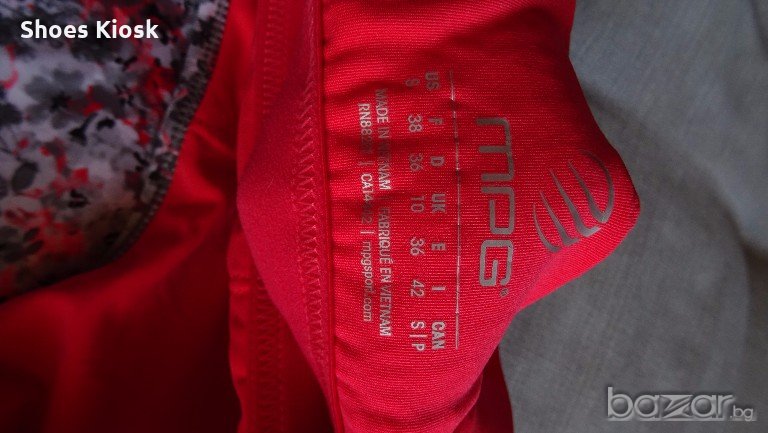 Shoes Kiosk
MPG®
US F D UK E I CAN
S 38 36 10 36 42 S|P
MADE IN VIETNAM FABRIQUÉ EN VIETNAM
mpgsport.com
bazar.bg